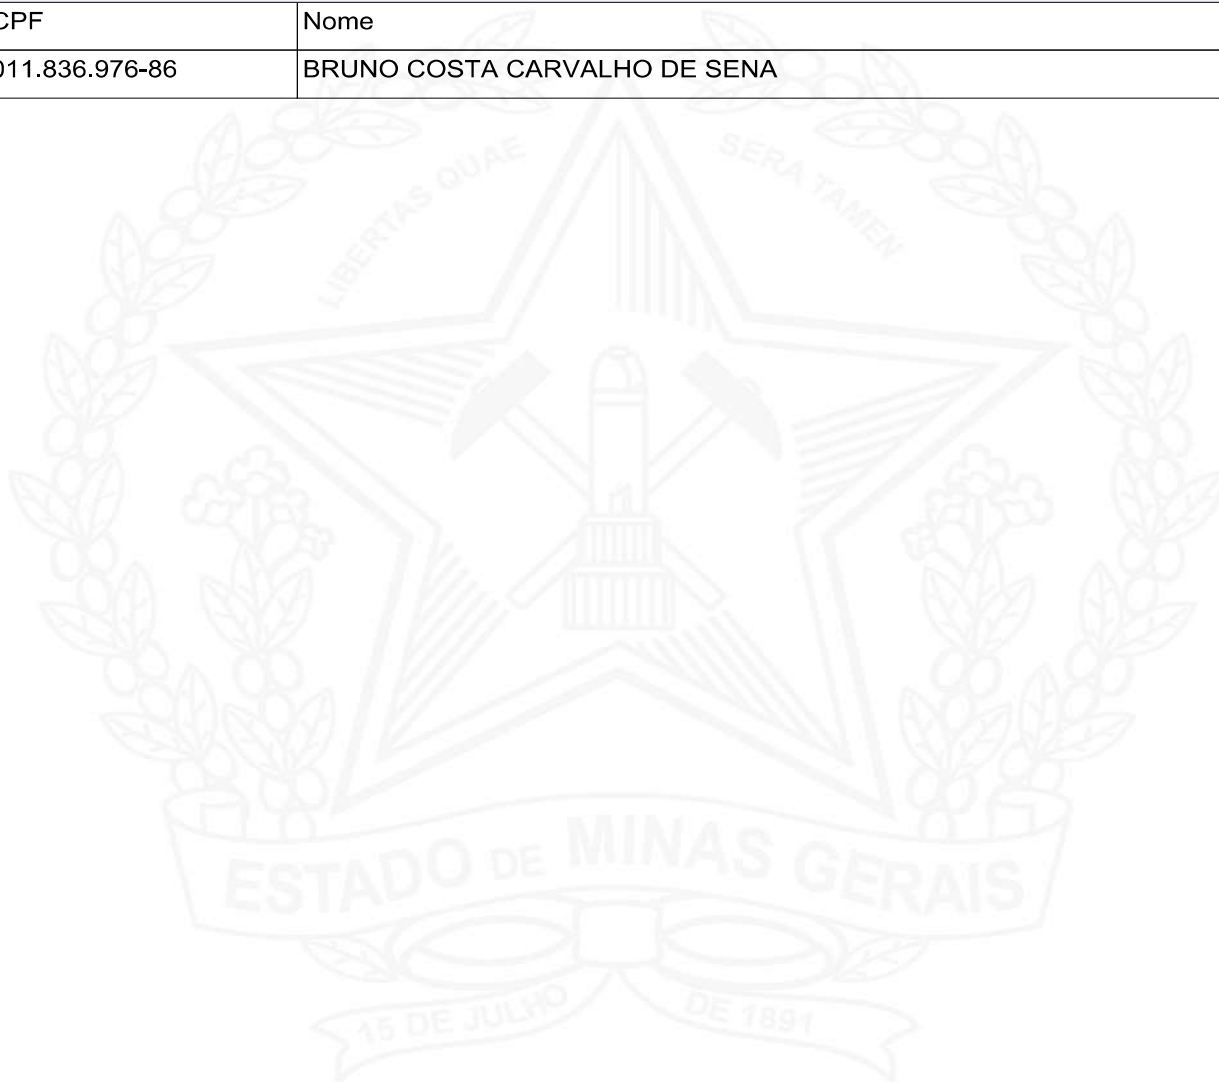 CPF Nome
011.836.976-86 BRUNO COSTA CARVALHO DE SENA
LIBERTAS QUAE SERA TAMEN
ESTADO DE MINAS GERAIS
15 DE JULHO DE 1891